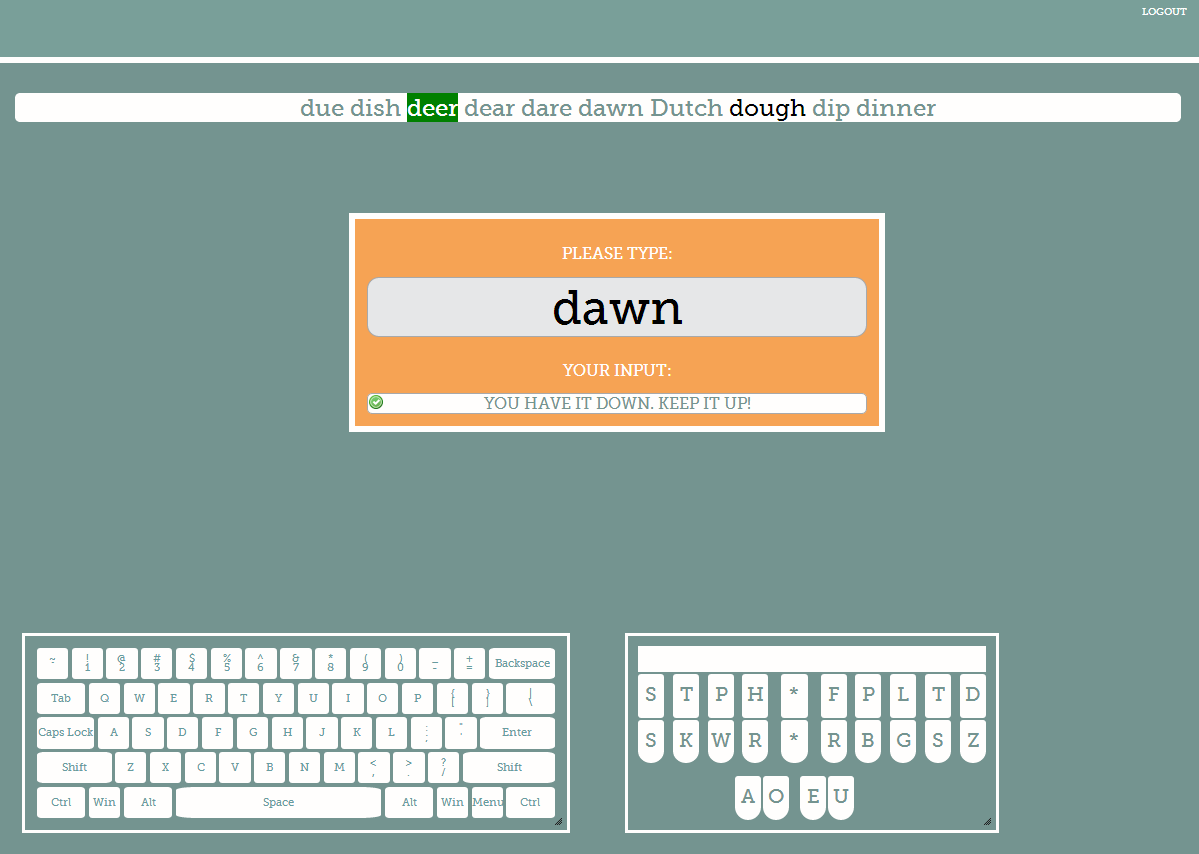 LOGOUT
due dish deer dear dare dawn Dutch dough dip dinner
PLEASE TYPE:
dawn
YOUR INPUT:
YOU HAVE IT DOWN. KEEP IT UP!
~ ! 1 @ 2 # 3 $ 4 % 5 ^ 6 & 7 * 8 ( 9 ) 0 _ - + = Backspace
Tab Q W E R T Y U I O P { [ } ] | \
Caps Lock A S D F G H J K L : ; " ' Enter
Shift Z X C V B N M < , > . ? / Shift
Ctrl Win Alt Space Alt Win Menu Ctrl
S T P H * F P L T D
S K W R * R B G S Z
A O E U